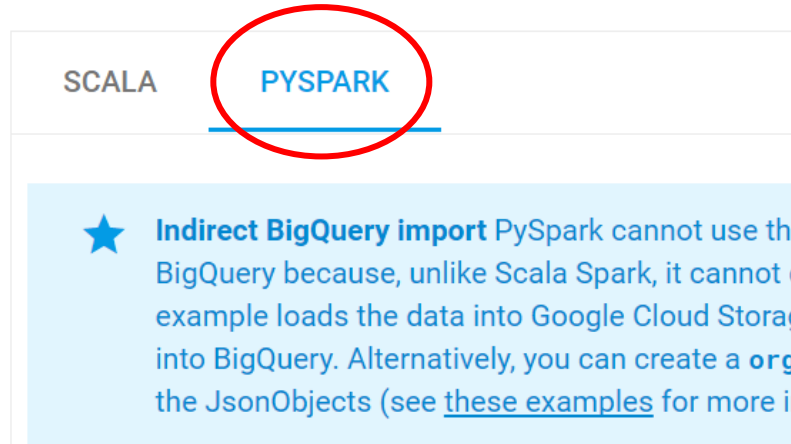 SCALA PYSPARK
Indirect BigQuery import PySpark cannot use th
BigQuery because, unlike Scala Spark, it cannot
example loads the data into Google Cloud Storag
into BigQuery. Alternatively, you can create a org
the JsonObjects (see these examples for more i